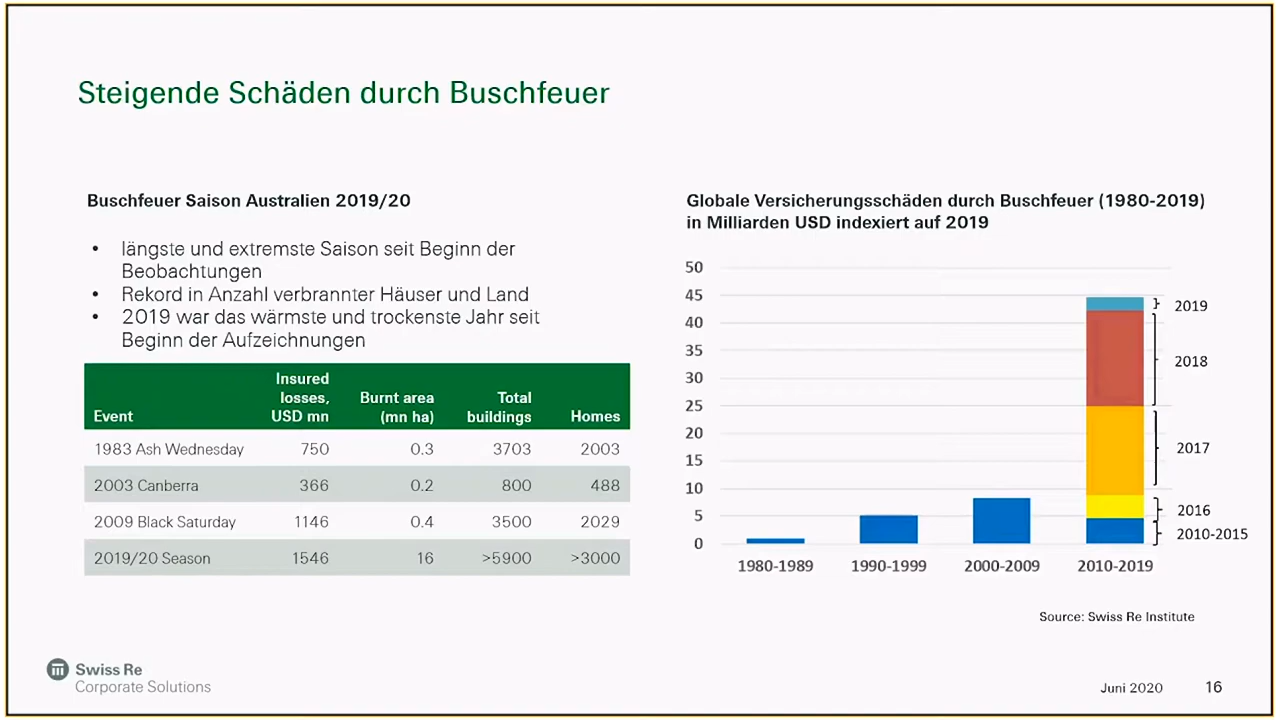 Steigende Schäden durch Buschfeuer
Buschfeuer Saison Australien 2019/20
• längste und extremste Saison seit Beginn der
Beobachtungen
• Rekord in Anzahl verbrannter Häuser und Land
• 2019 war das wärmste und trockenste Jahr seit
Beginn der Aufzeichnungen
Event Insured losses, USD mn Burnt area (mn ha) Total buildings Homes
1983 Ash Wednesday 750 0.3 3703 2003
2003 Canberra 366 0.2 800 488
2009 Black Saturday 1146 0.4 3500 2029
2019/20 Season 1546 16 >5900 >3000
Globale Versicherungsschäden durch Buschfeuer (1980-2019)
in Milliarden USD indexiert auf 2019
50
45
40
35
30
25
20
15
10
5
0
1980-1989 1990-1999 2000-2009 2010-2019
2019
2018
2017
2016
2010-2015
Source: Swiss Re Institute
Swiss Re
Corporate Solutions
Juni 2020 16